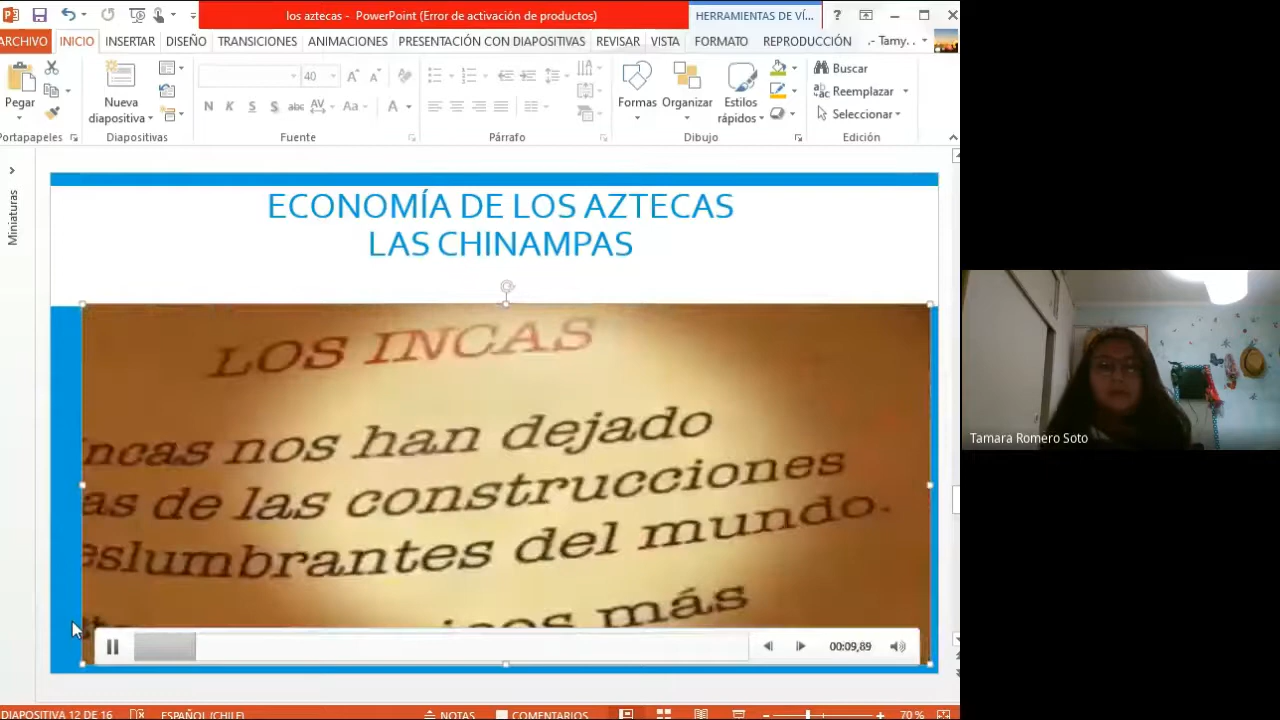 los aztecas - PowerPoint (Error de activación de productos)
HERRAMIENTAS DE VÍ...
ARCHIVO INICIO INSERTAR DISEÑO TRANSICIONES ANIMACIONES PRESENTACIÓN CON DIAPOSITIVAS REVISAR VISTA FORMATO REPRODUCCIÓN .- Tamy...
Pegar
Nueva
diapositiva
40
N K S S abc AV Aa A
Formas
Organizar
Estilos
rápidos
Buscar
Reemplazar
Seleccionar
Portapapeles
Diapositivas
Fuente
Párrafo
Dibujo
Edición
Miniaturas
ECONOMÍA DE LOS AZTECAS
LAS CHINAMPAS
LOS INCAS
ncas nos han dejado
as de las construcciones
eslumbrantes del mundo.
más
00:09,89
Tamara Romero Soto
DIAPOSITIVA 12 DE 16
ESPAÑOL (CHILE)
NOTAS
COMENTARIOS
70 %